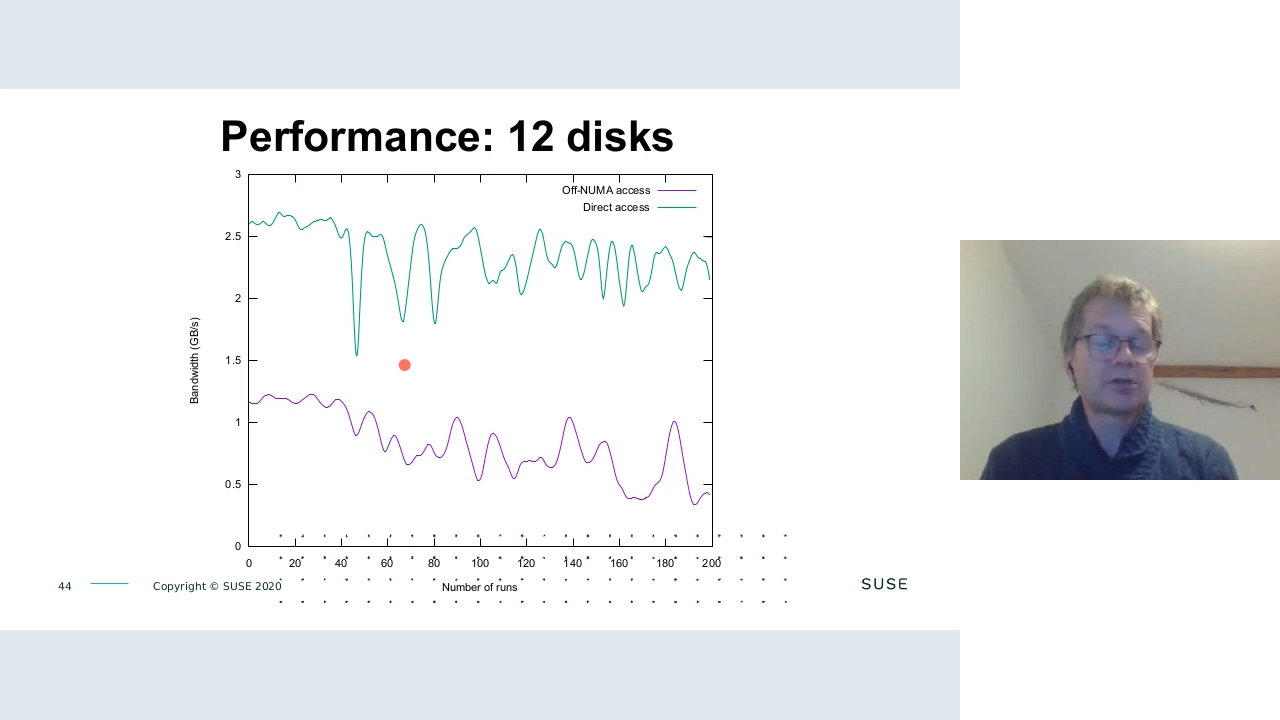 Performance: 12 disks
3
2.5
2
1.5
1
0.5
0
Bandwidth (GB/s)
Off-NUMA access
Direct access
0 20 40 60 80 100 120 140 160 180 200
Number of runs
44
Copyright © SUSE 2020
SUSE